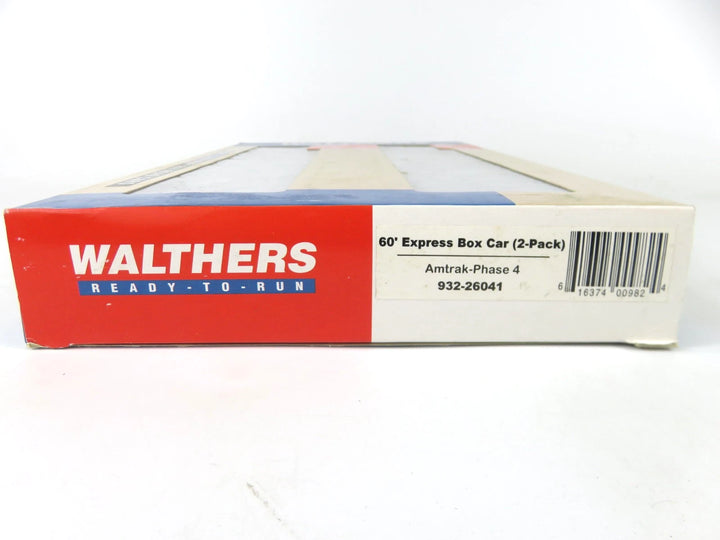 WALTHERS
READY-TO-RUN
60' Express Box Car (2-Pack)
Amtrak-Phase 4
932-26041
6 16374 00982 4